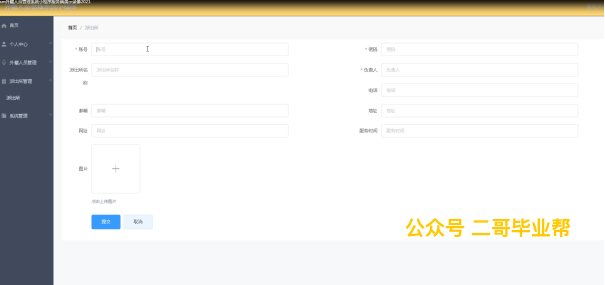 首页
首页 / 派出所
个人中心
外籍人员管理
派出所管理
派出所
系统管理
* 账号
账号
* 密码
密码
派出所名称
派出所名称
* 负责人
负责人
电话
电话
邮箱
邮箱
地址
地址
网址
网址
服务时间
服务时间
图片
点击上传图片
提交
取消
公众号 二哥毕业帮